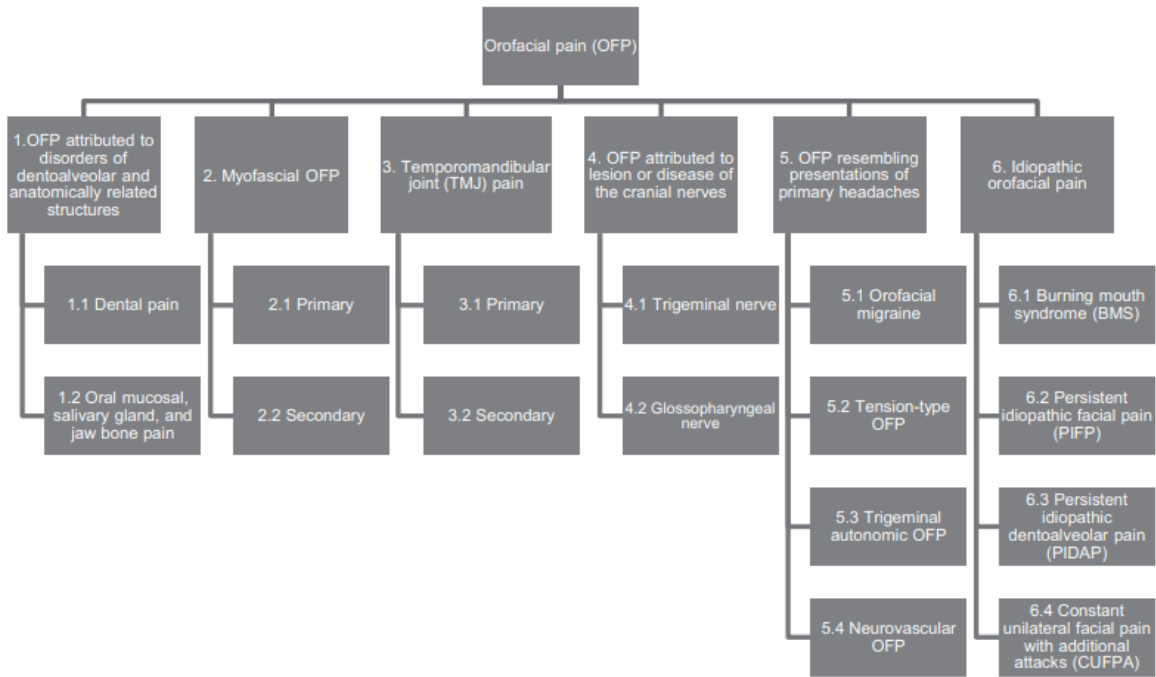 Orofacial pain (OFP)
1.OFP attributed to
disorders of
dentoalveolar and
anatomically related
structures
2. Myofascial OFP
3. Temporomandibular
joint (TMJ) pain
4. OFP attributed to
lesion or disease of
the cranial nerves
5. OFP resembling
presentations of
primary headaches
6. Idiopathic
orofacial pain
1.1 Dental pain
1.2 Oral mucosal,
salivary gland, and
jaw bone pain
2.1 Primary
2.2 Secondary
3.1 Primary
3.2 Secondary
4.1 Trigeminal nerve
4.2 Glossopharyngeal
nerve
5.1 Orofacial
migraine
5.2 Tension-type
OFP
5.3 Trigeminal
autonomic OFP
5.4 Neurovascular
OFP
6.1 Burning mouth
syndrome (BMS)
6.2 Persistent
idiopathic facial pain
(PIFP)
6.3 Persistent
idiopathic
dentoalveolar pain
(PIDAP)
6.4 Constant
unilateral facial pain
with additional
attacks (CUFPA)